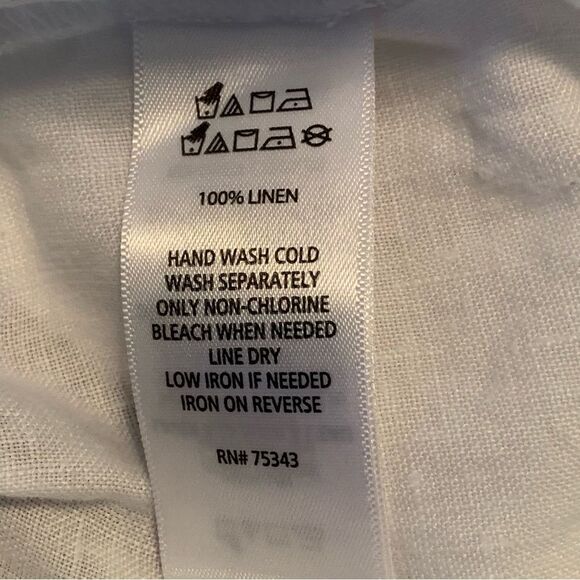 100% LINEN
HAND WASH COLD
WASH SEPARATELY
ONLY NON-CHLORINE
BLEACH WHEN NEEDED
LINE DRY
LOW IRON IF NEEDED
IRON ON REVERSE
RN# 75343